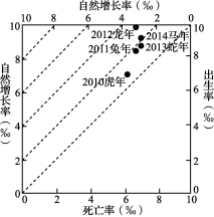 自然增长率（‰）
10 8 6 4 2 0
10 10
2012龙年 2014马年
2011兔年 2013蛇年
8 8
2010虎年
6 6
4 4
2 2
0 0
0 2 4 6 8 10
死亡率（‰）
自然增长率（‰）
出生率（‰）